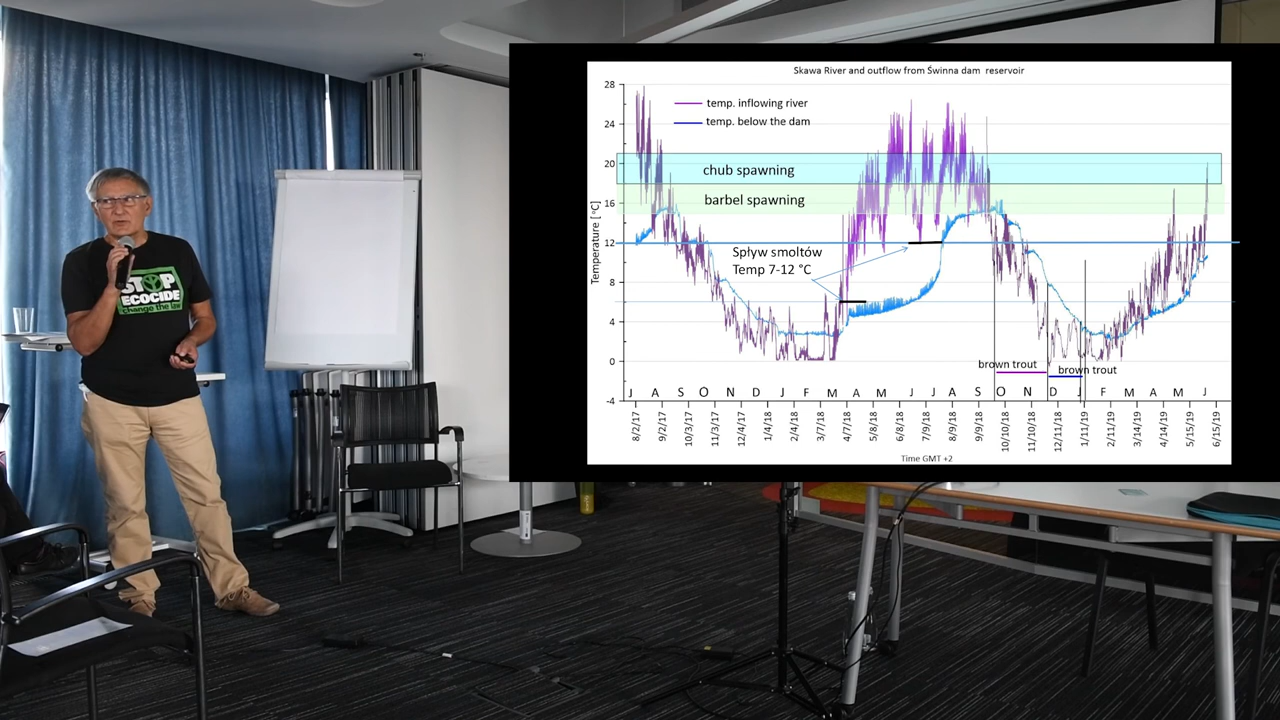 STOP
ECOCIDE
change the law
Skawa River and outflow from Świnna dam reservoir
28
24
20
16
12
8
4
0
-4
Temperature [°C]
temp. inflowing river
temp. below the dam
chub spawning
barbel spawning
Spływ smoltów
Temp 7-12 °C
brown trout
brown trout
J A S O N D J F M A M J J A S O N D J F M A M J
8/2/17
9/2/17
10/3/17
11/3/17
12/4/17
1/4/18
2/4/18
3/7/18
4/7/18
5/8/18
6/8/18
7/9/18
8/9/18
9/9/18
10/10/18
11/10/18
12/11/18
1/11/19
2/11/19
3/14/19
4/14/19
5/15/19
6/15/19
Time GMT +2